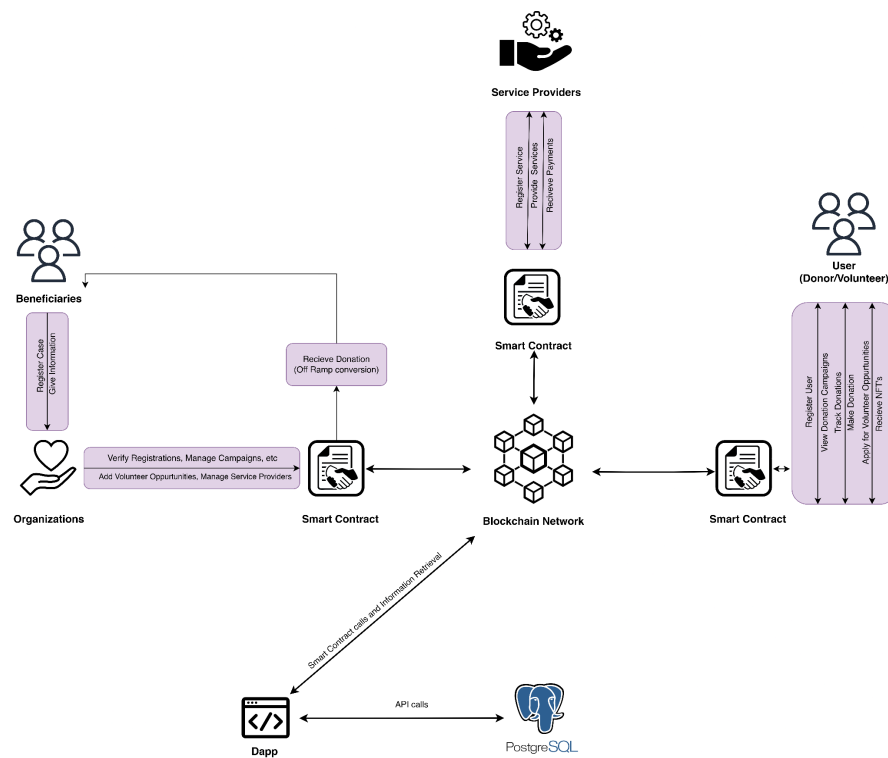 Service Providers
Register Service
Provide Services
Reciveve Payments
Smart Contract
Beneficiaries
Register Case
Give Information
Recieve Donation
(Off Ramp conversion)
User
(Donor/Volunteer)
Register User
View Donation Campaigns
Track Donations
Make Donation
Apply for Volunteer Oppurtunities
Recieve NFT's
Organizations
Verify Registrations, Manage Campaigns, etc
Add Volunteer Oppurtunities, Manage Service Providers
Smart Contract
Blockchain Network
Smart Contract
Smart Contract calls and Information Retrieval
Dapp
API calls
PostgreSQL